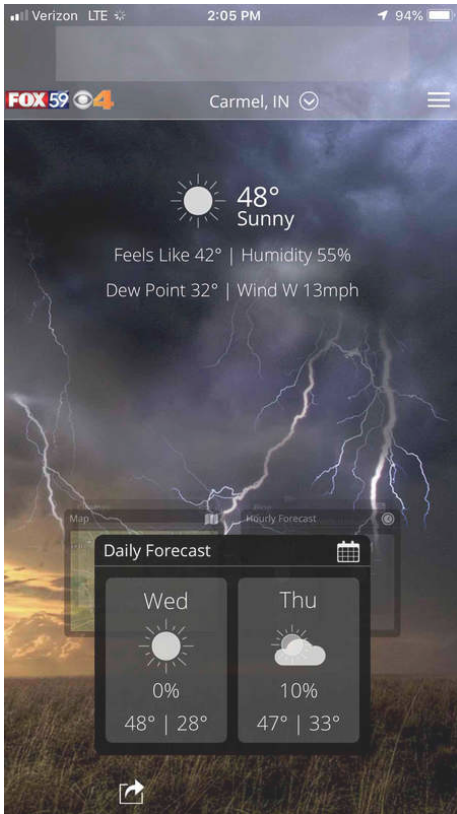 Verizon LTE 2:05 PM 94%
FOX 59 4 Carmel, IN
48°
Sunny
Feels Like 42° | Humidity 55%
Dew Point 32° | Wind W 13mph
Map Hourly Forecast
Daily Forecast
Wed Thu
0% 10%
48° | 28° 47° | 33°